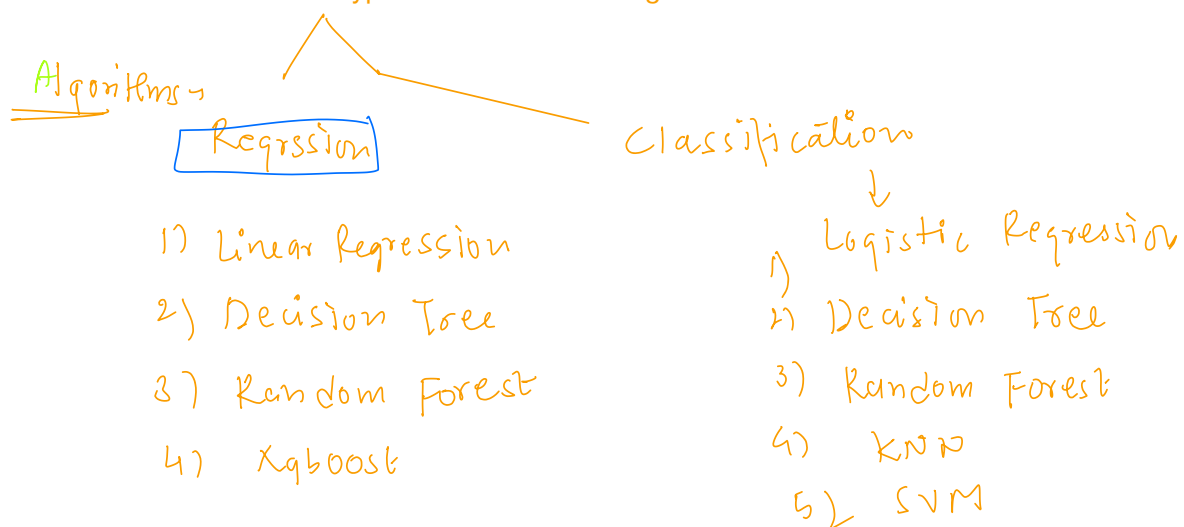 Algorithms→
Regrssion
Classification
1) Linear Regression
2) Decision Tree
3) Random Forest
4) Xgboost
1) Logistic Regression
2) Decision Tree
3) Random Forest
4) KNN
5) SVM